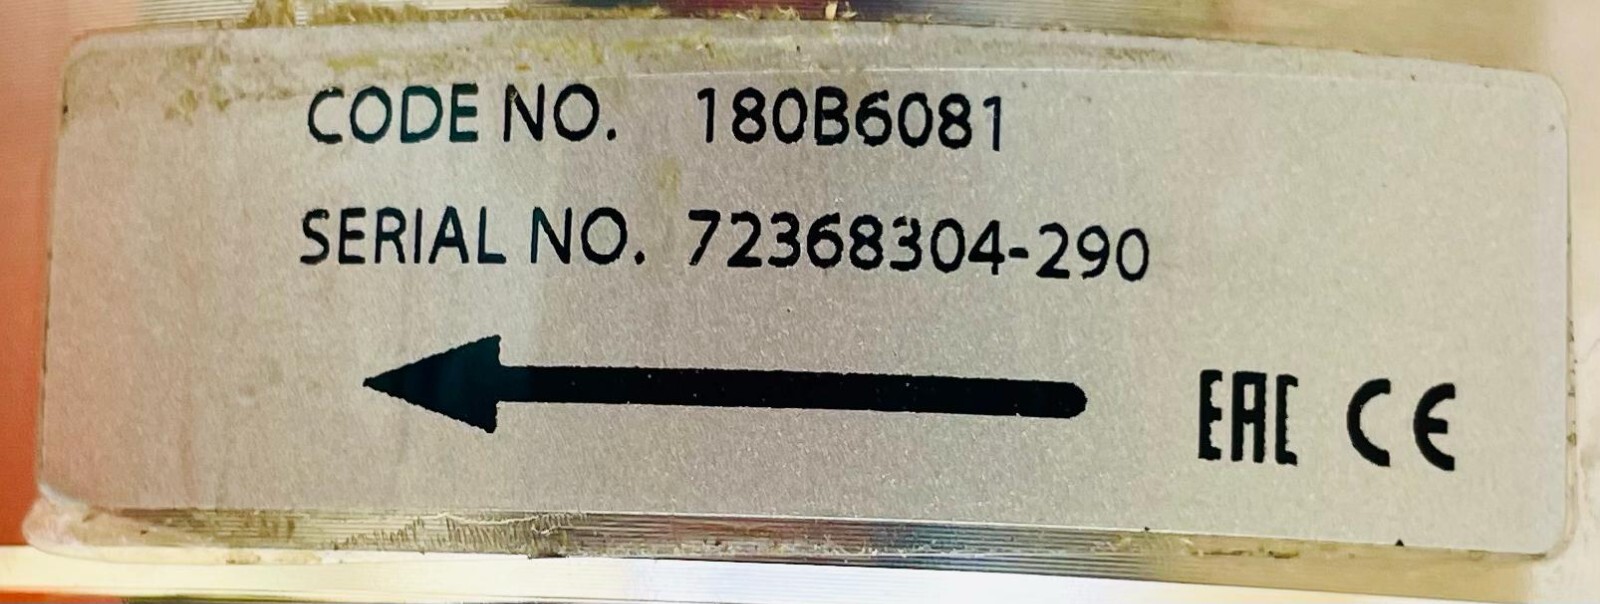 CODE NO. 180B6081
SERIAL NO. 72368304-290
EAC CE